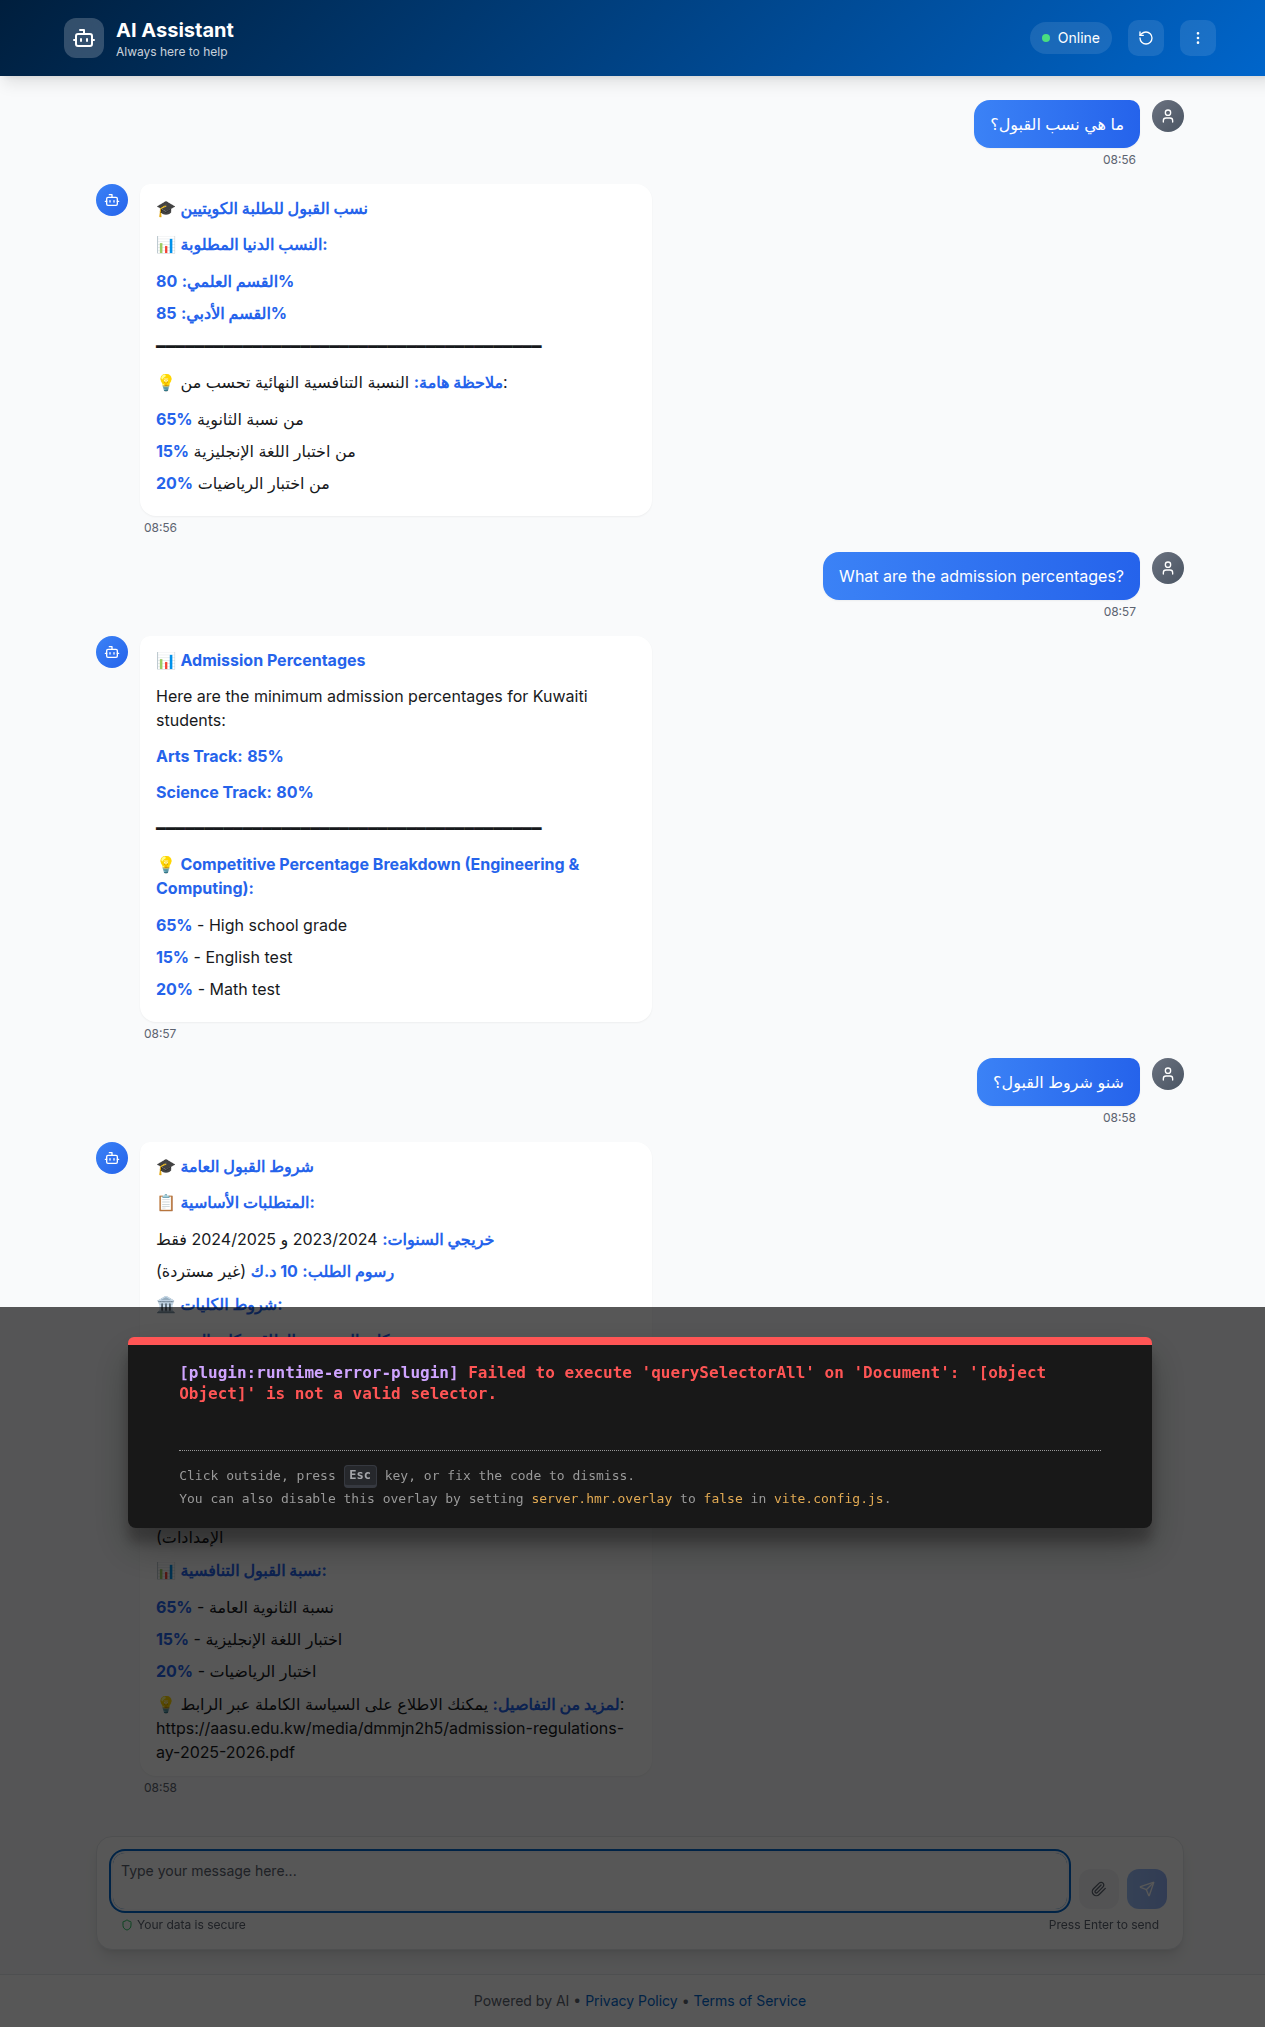 AI Assistant
Always here to help
Online
ما هي نسب القبول؟
08:56
🎓 نسب القبول للطلبة الكويتيين
📊 النسب الدنيا المطلوبة:
القسم العلمي: 80%
القسم الأدبي: 85%
💡 ملاحظة هامة: النسبة التنافسية النهائية تحسب من:
65% من نسبة الثانوية
15% من اختبار اللغة الإنجليزية
20% من اختبار الرياضيات
08:56
What are the admission percentages?
08:57
📊 Admission Percentages
Here are the minimum admission percentages for Kuwaiti
students:
Arts Track: 85%
Science Track: 80%
💡 Competitive Percentage Breakdown (Engineering &
Computing):
65% - High school grade
15% - English test
20% - Math test
08:57
شنو شروط القبول؟
08:58
🎓 شروط القبول العامة
📋 المتطلبات الأساسية:
خريجي السنوات: 2023/2024 و 2024/2025 فقط
رسوم الطلب: 10 د.ك (غير مستردة)
🏛️ شروط الكليات:
[plugin:runtime-error-plugin] Failed to execute 'querySelectorAll' on 'Document': '[object
Object]' is not a valid selector.
Click outside, press Esc key, or fix the code to dismiss.
You can also disable this overlay by setting server.hmr.overlay to false in vite.config.js.
الإمدادات)
📊 نسبة القبول التنافسية:
65% - نسبة الثانوية العامة
15% - اختبار اللغة الإنجليزية
20% - اختبار الرياضيات
💡 لمزيد من التفاصيل: يمكنك الاطلاع على السياسة الكاملة عبر الرابط:
https://aasu.edu.kw/media/dmmjn2h5/admission-regulations-
ay-2025-2026.pdf
08:58
Type your message here...
Your data is secure
Press Enter to send
Powered by AI • Privacy Policy • Terms of Service